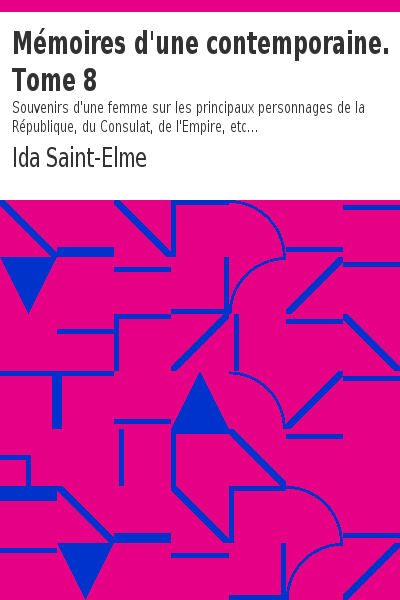 Mémoires d'une contemporaine.
Tome 8
Souvenirs d'une femme sur les principaux personnages de la
République, du Consulat, de l'Empire, etc...
Ida Saint-Elme